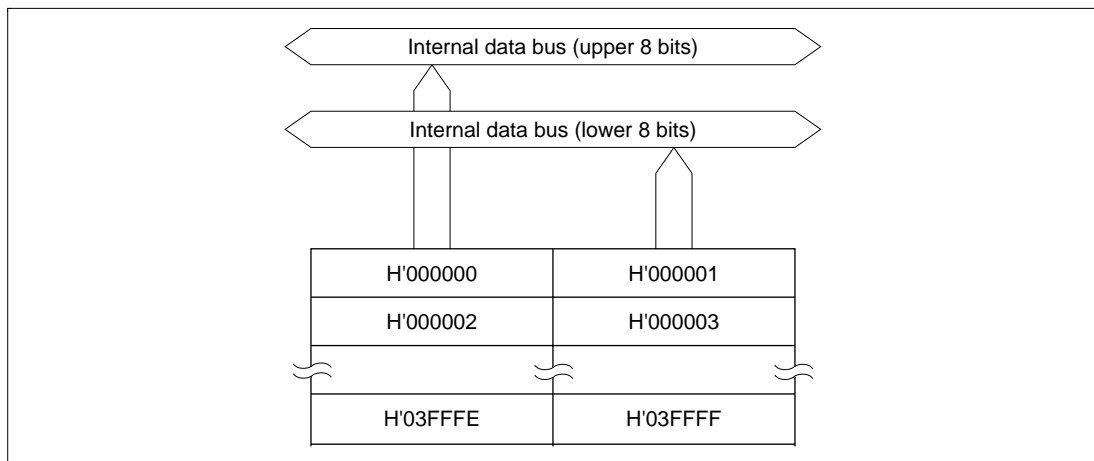 Internal data bus (upper 8 bits)
Internal data bus (lower 8 bits)
H'000000 H'000001
H'000002 H'000003
H'03FFFE H'03FFFF